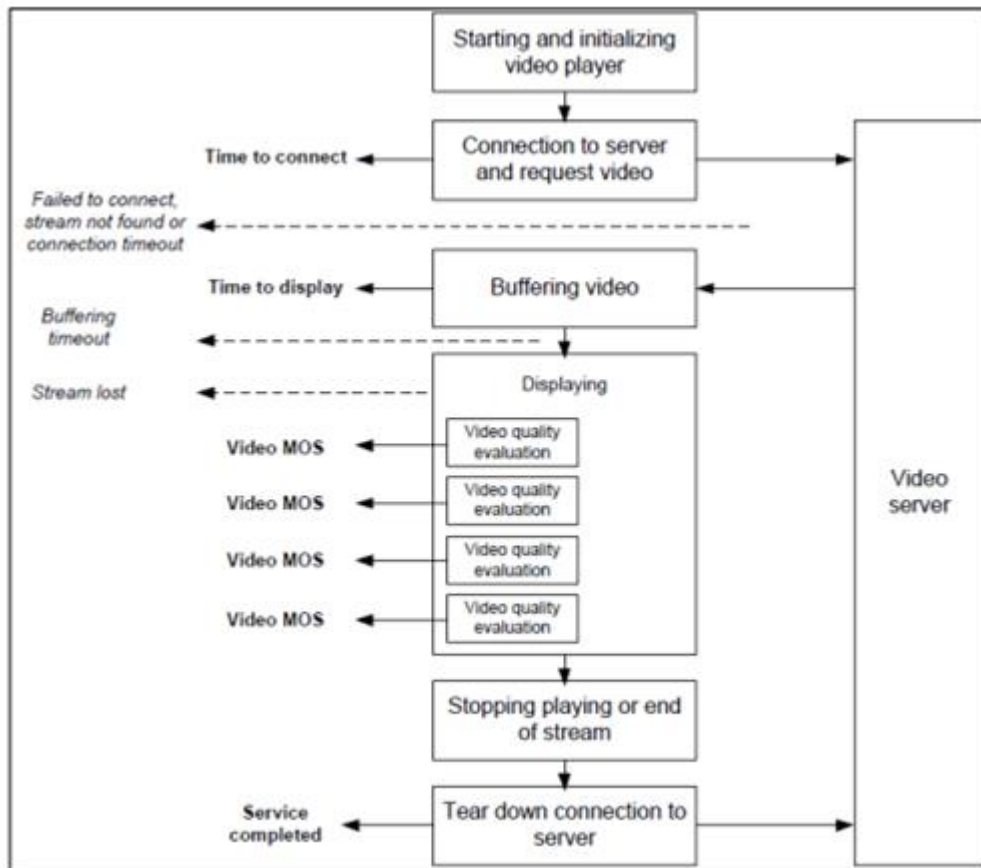 Starting and initializing
video player
Time to connect
Connection to server
and request video
Failed to connect,
stream not found or
connection timeout
Time to display
Buffering video
Buffering
timeout
Stream lost
Displaying
Video MOS
Video quality
evaluation
Video MOS
Video quality
evaluation
Video MOS
Video quality
evaluation
Video MOS
Video quality
evaluation
Video
server
Stopping playing or end
of stream
Service
completed
Tear down connection to
server